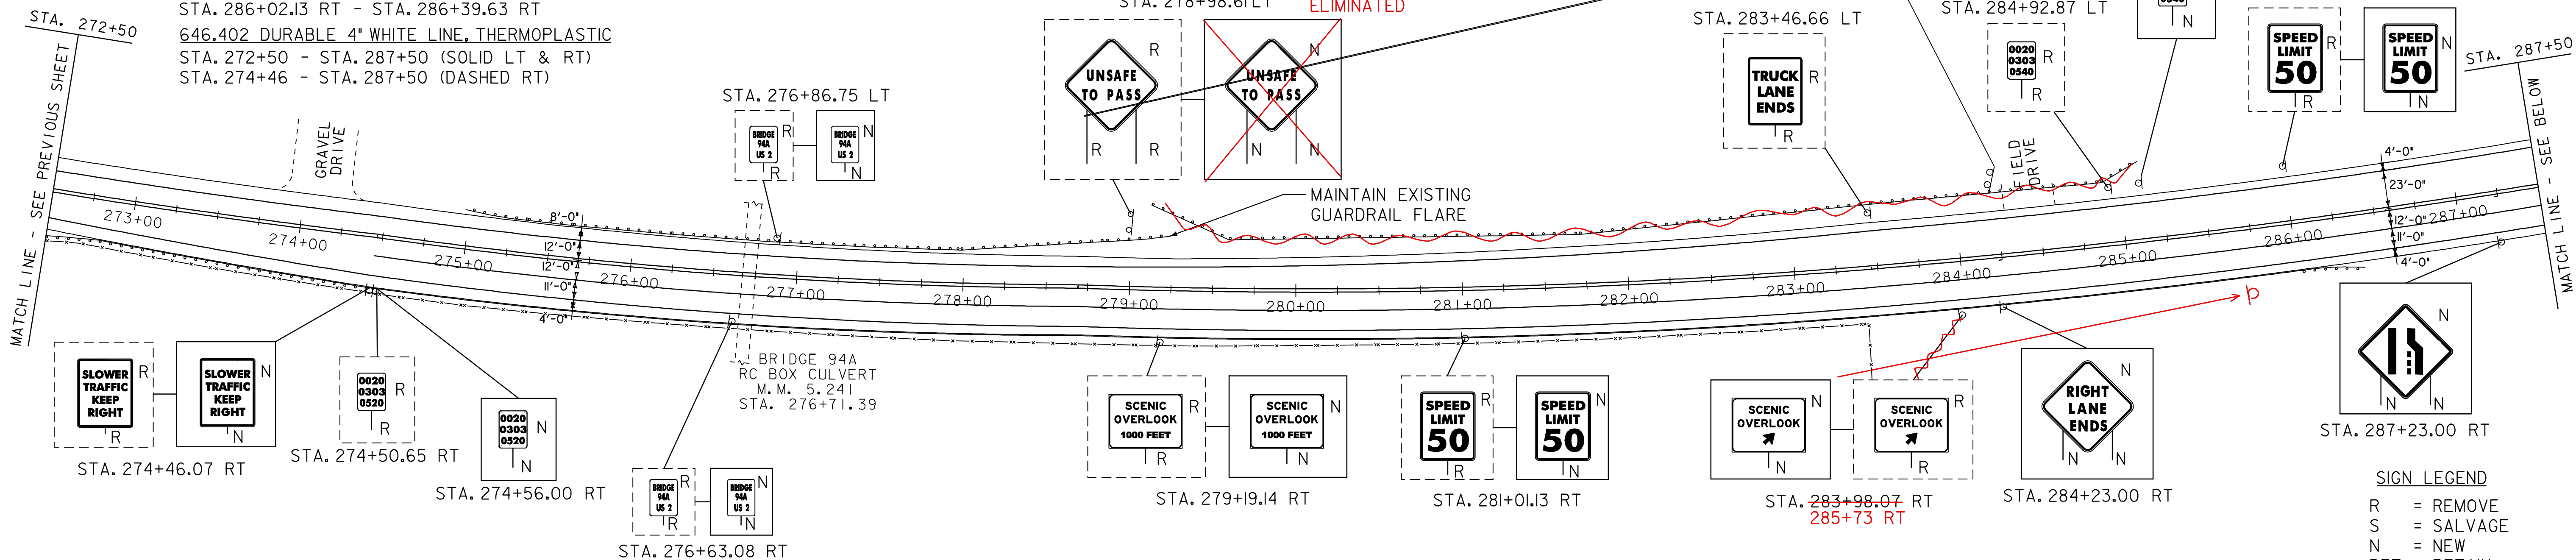 STA. 286+02.13 RT - STA. 286+39.63 RT
646.402 DURABLE 4" WHITE LINE, THERMOPLASTIC
STA. 272+50 - STA. 287+50 (SOLID LT & RT)
STA. 274+46 - STA. 287+50 (DASHED RT)
STA. 272+50
MATCH LINE - SEE PREVIOUS SHEET
GRAVEL
DRIVE
STA. 276+86.75 LT
BRIDGE
94A
US 2
R
R
BRIDGE
94A
US 2
N
N
STA. 278+98.61 LT
ELIMINATED
UNSAFE
TO PASS
R
R
R
UNSAFE
TO PASS
N
N
N
MAINTAIN EXISTING
GUARDRAIL FLARE
STA. 283+46.66 LT
TRUCK
LANE
ENDS
R
R
STA. 284+92.87 LT
0020
0303
0540
R
R
N
FIELD
DRIVE
SPEED
LIMIT
50
R
R
SPEED
LIMIT
50
N
N
STA. 287+50
MATCH LINE - SEE BELOW
273+00
274+00
275+00
276+00
277+00
278+00
279+00
280+00
281+00
282+00
283+00
284+00
285+00
286+00
287+00
8'-0"
12'-0"
12'-0"
11'-0"
4'-0"
4'-0"
23'-0"
12'-0"
11'-0"
4'-0"
SLOWER
TRAFFIC
KEEP
RIGHT
R
R
SLOWER
TRAFFIC
KEEP
RIGHT
N
N
STA. 274+46.07 RT
0020
0303
0520
R
R
STA. 274+50.65 RT
0020
0303
0520
N
N
STA. 274+56.00 RT
BRIDGE
94A
US 2
R
R
BRIDGE
94A
US 2
N
N
STA. 276+63.08 RT
BRIDGE 94A
RC BOX CULVERT
M.M. 5.241
STA. 276+71.39
SCENIC
OVERLOOK
1000 FEET
R
R
SCENIC
OVERLOOK
1000 FEET
N
N
STA. 279+19.14 RT
SPEED
LIMIT
50
R
R
SPEED
LIMIT
50
N
N
STA. 281+01.13 RT
SCENIC
OVERLOOK
N
N
SCENIC
OVERLOOK
R
R
STA. 283+98.07 RT
285+73 RT
RIGHT
LANE
ENDS
N
N
N
STA. 284+23.00 RT
N
N
N
STA. 287+23.00 RT
SIGN LEGEND
R = REMOVE
S = SALVAGE
N = NEW